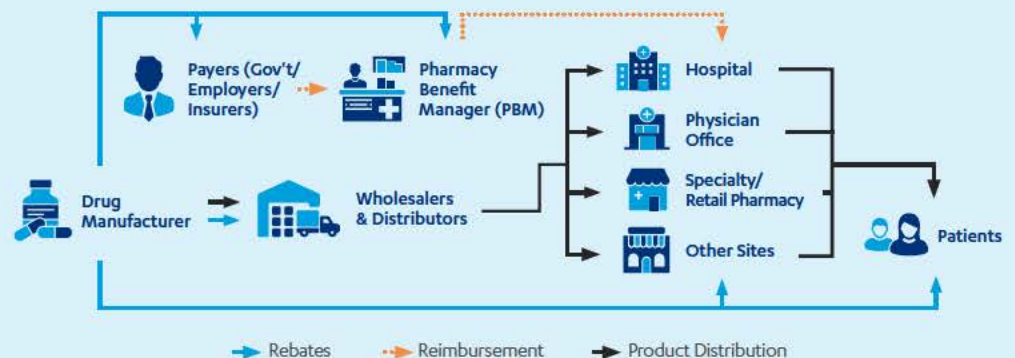 Payers (Gov't/
Employers/
Insurers)
Pharmacy
Benefit
Manager (PBM)
Hospital
Physician
Office
Drug
Manufacturer
Wholesalers
& Distributors
Specialty/
Retail Pharmacy
Other Sites
Patients
Rebates
Reimbursement
Product Distribution